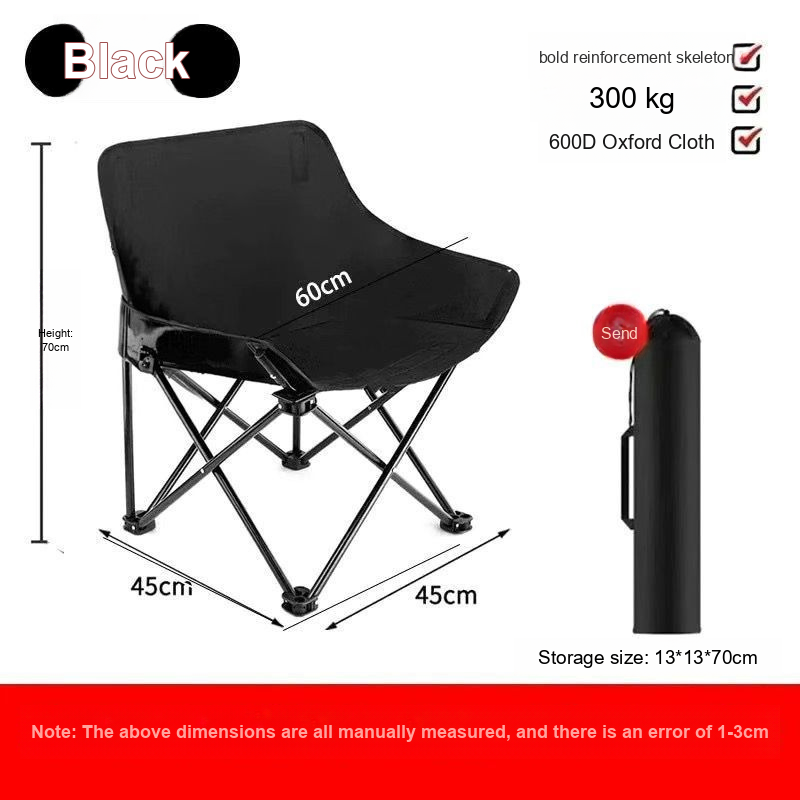 Black
bold reinforcement skeleton
300 kg
600D Oxford Cloth
Height:
70cm
60cm
Send
45cm
45cm
Storage size: 13*13*70cm
Note: The above dimensions are all manually measured, and there is an error of 1-3cm